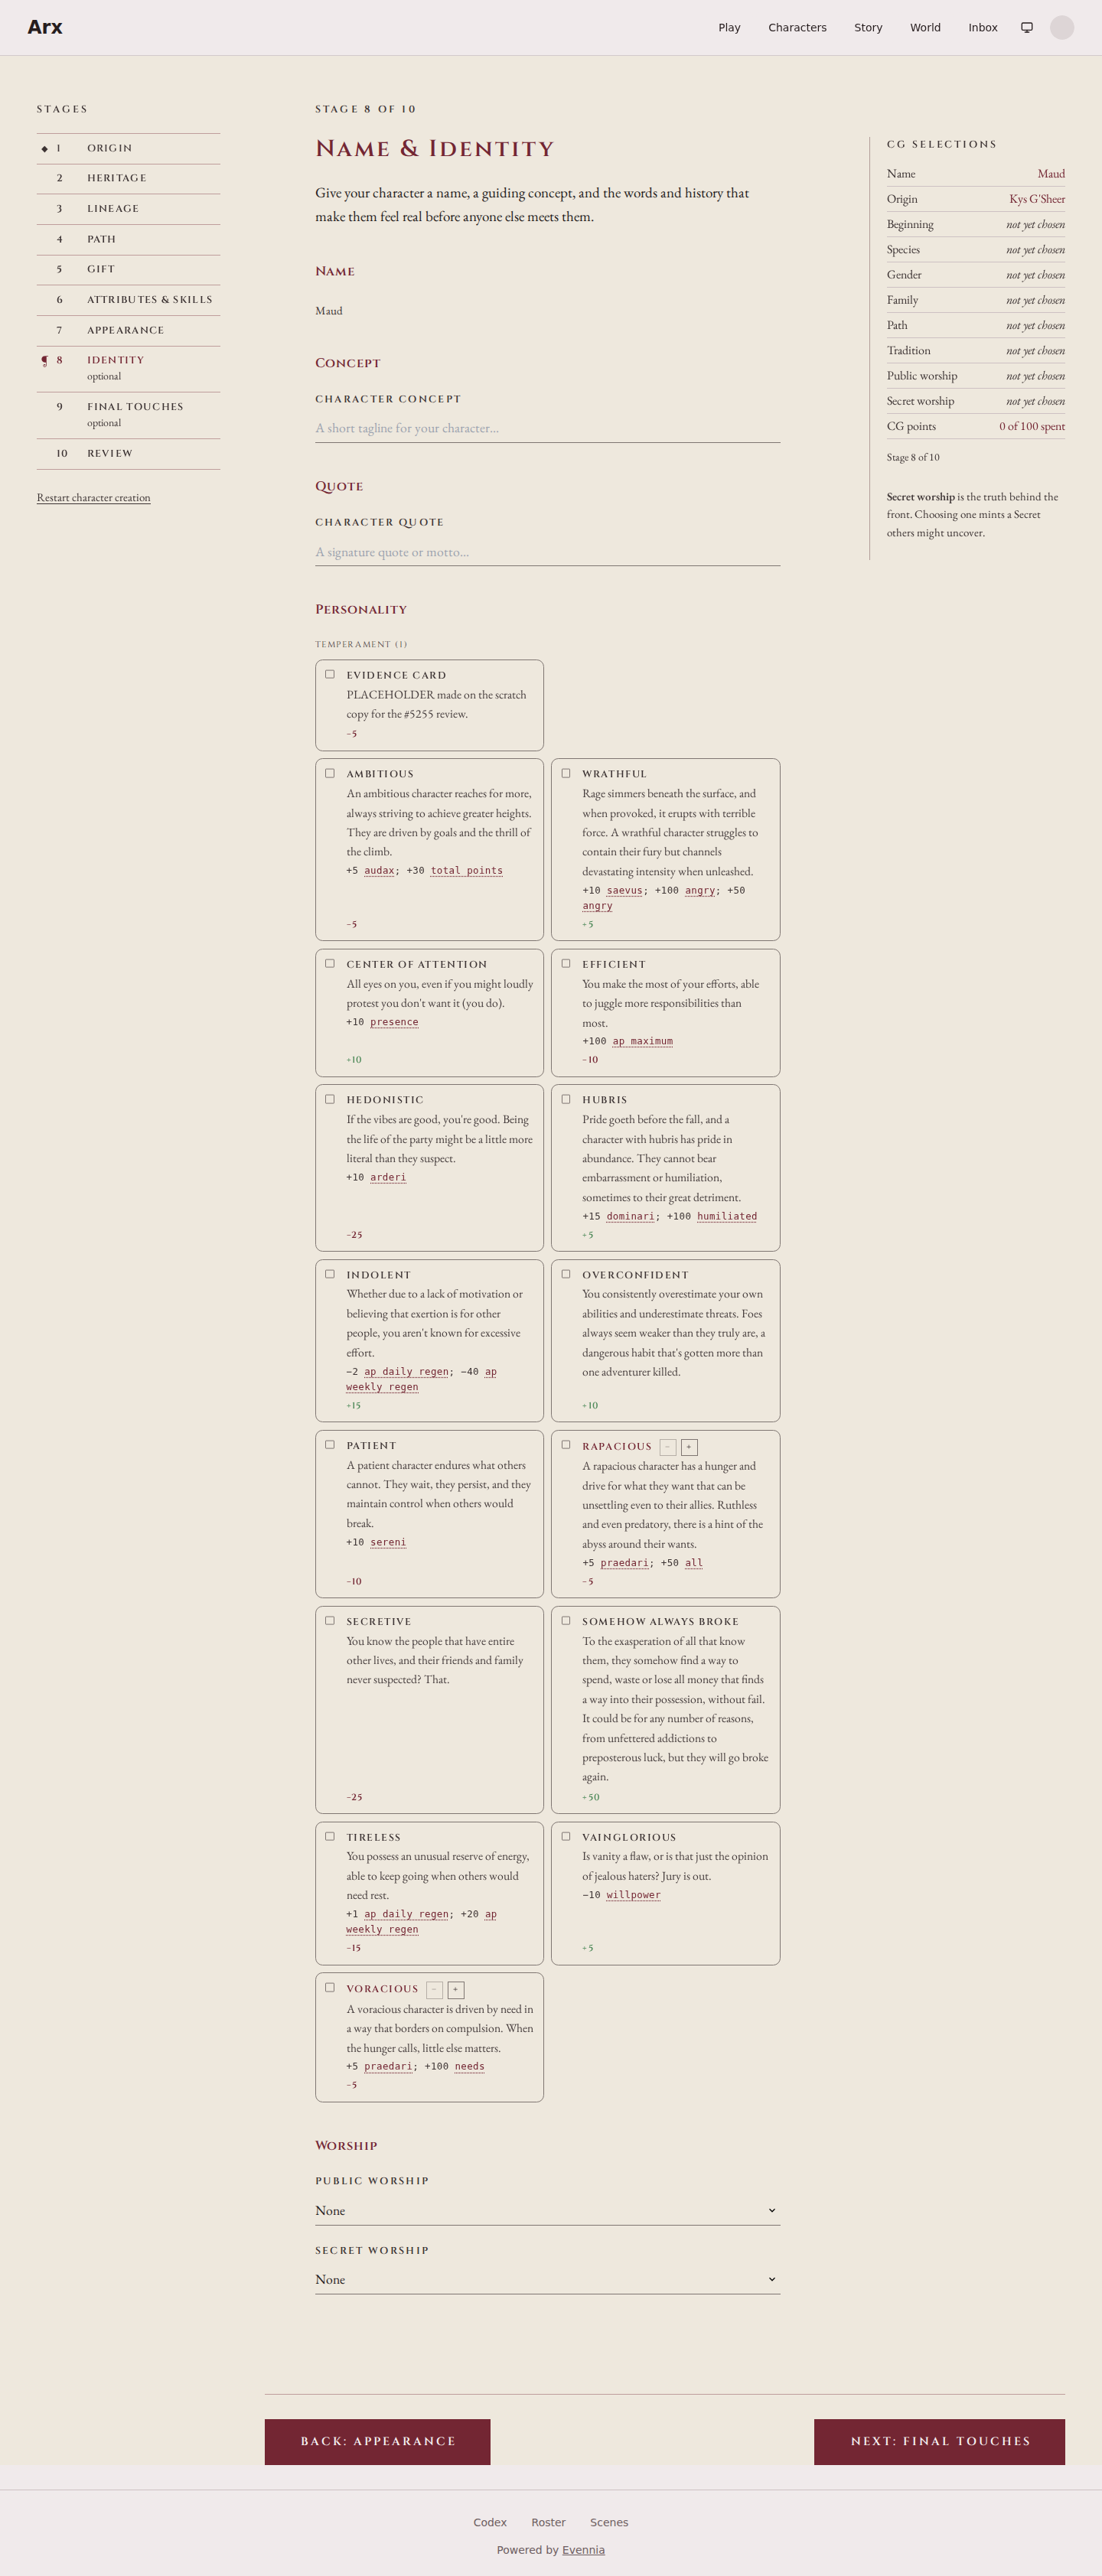 Arx
Play Characters Story World Inbox
STAGES
◆ 1 ORIGIN
2 HERITAGE
3 LINEAGE
4 PATH
5 GIFT
6 ATTRIBUTES & SKILLS
7 APPEARANCE
¶ 8 IDENTITY
optional
9 FINAL TOUCHES
optional
10 REVIEW
Restart character creation
STAGE 8 OF 10
NAME & IDENTITY
Give your character a name, a guiding concept, and the words and history that
make them feel real before anyone else meets them.
NAME
Maud
CONCEPT
CHARACTER CONCEPT
A short tagline for your character...
QUOTE
CHARACTER QUOTE
A signature quote or motto...
PERSONALITY
TEMPERAMENT (1)
EVIDENCE CARD
PLACEHOLDER made on the scratch
copy for the #5255 review.
−5
AMBITIOUS
An ambitious character reaches for more,
always striving to achieve greater heights.
They are driven by goals and the thrill of
the climb.
+5 audax; +30 total points
−5
WRATHFUL
Rage simmers beneath the surface, and
when provoked, it erupts with terrible
force. A wrathful character struggles to
contain their fury but channels
devastating intensity when unleashed.
+10 saevus; +100 angry; +50
angry
+5
CENTER OF ATTENTION
All eyes on you, even if you might loudly
protest you don't want it (you do).
+10 presence
+10
EFFICIENT
You make the most of your efforts, able
to juggle more responsibilities than
most.
+100 ap maximum
−10
HEDONISTIC
If the vibes are good, you're good. Being
the life of the party might be a little more
literal than they suspect.
+10 arderi
−25
HUBRIS
Pride goeth before the fall, and a
character with hubris has pride in
abundance. They cannot bear
embarrassment or humiliation,
sometimes to their great detriment.
+15 dominari; +100 humiliated
+5
INDOLENT
Whether due to a lack of motivation or
believing that exertion is for other
people, you aren't known for excessive
effort.
−2 ap daily regen; −40 ap
weekly regen
+15
OVERCONFIDENT
You consistently overestimate your own
abilities and underestimate threats. Foes
always seem weaker than they truly are, a
dangerous habit that's gotten more than
one adventurer killed.
+10
PATIENT
A patient character endures what others
cannot. They wait, they persist, and they
maintain control when others would
break.
+10 sereni
−10
RAPACIOUS − +
A rapacious character has a hunger and
drive for what they want that can be
unsettling even to their allies. Ruthless
and even predatory, there is a hint of the
abyss around their wants.
+5 praedari; +50 all
−5
SECRETIVE
You know the people that have entire
other lives, and their friends and family
never suspected? That.
−25
SOMEHOW ALWAYS BROKE
To the exasperation of all that know
them, they somehow find a way to
spend, waste or lose all money that finds
a way into their possession, without fail.
It could be for any number of reasons,
from unfettered addictions to
preposterous luck, but they will go broke
again.
+50
TIRELESS
You possess an unusual reserve of energy,
able to keep going when others would
need rest.
+1 ap daily regen; +20 ap
weekly regen
−15
VAINGLORIOUS
Is vanity a flaw, or is that just the opinion
of jealous haters? Jury is out.
−10 willpower
+5
VORACIOUS − +
A voracious character is driven by need in
a way that borders on compulsion. When
the hunger calls, little else matters.
+5 praedari; +100 needs
−5
WORSHIP
PUBLIC WORSHIP
None
SECRET WORSHIP
None
CG SELECTIONS
Name Maud
Origin Kys G'Sheer
Beginning not yet chosen
Species not yet chosen
Gender not yet chosen
Family not yet chosen
Path not yet chosen
Tradition not yet chosen
Public worship not yet chosen
Secret worship not yet chosen
CG points 0 of 100 spent
Stage 8 of 10
Secret worship is the truth behind the
front. Choosing one mints a Secret
others might uncover.
BACK: APPEARANCE
NEXT: FINAL TOUCHES
Codex Roster Scenes
Powered by Evennia